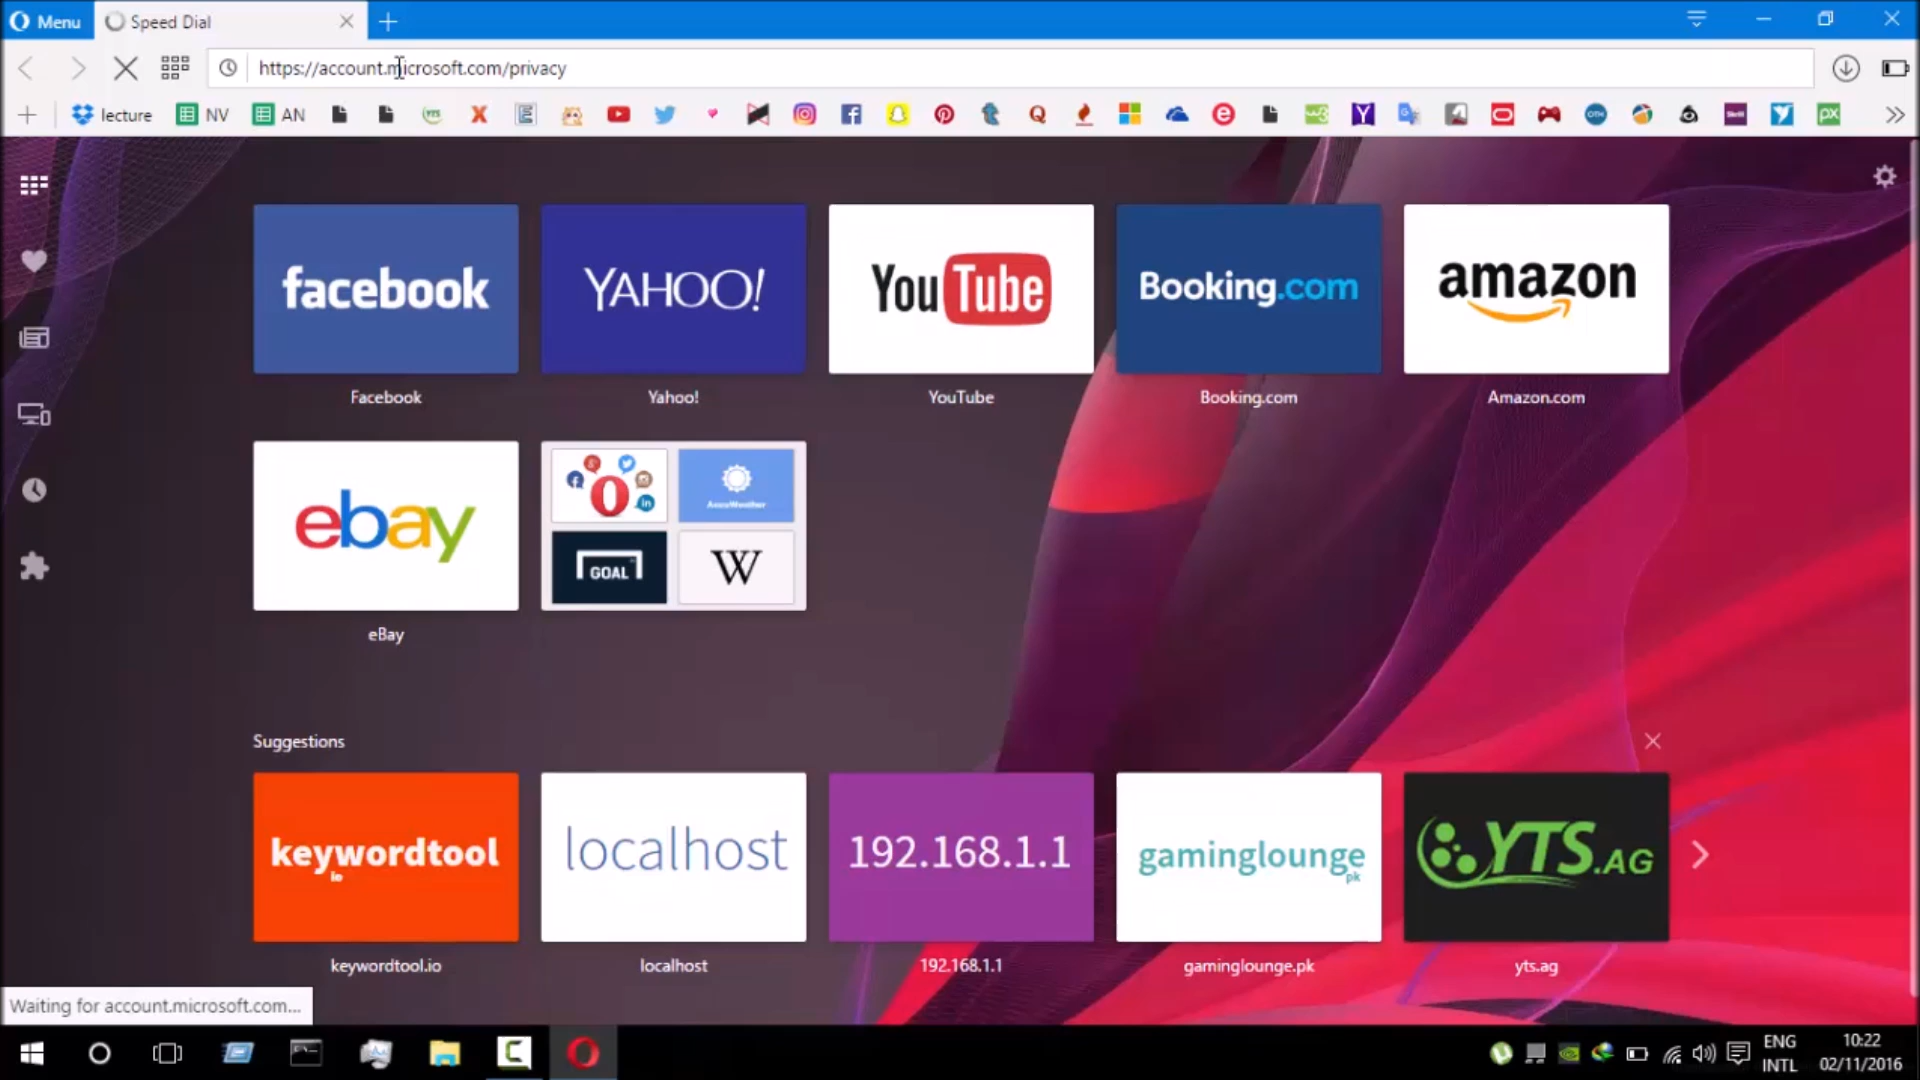 Menu
Speed Dial
https://account.microsoft.com/privacy
lecture
NV
AN
facebook
YAHOO!
YouTube
Booking.com
amazon
Facebook
Yahoo!
YouTube
Booking.com
Amazon.com
ebay
AccuWeather
GOAL
W
eBay
Suggestions
keywordtool
io
localhost
192.168.1.1
gaminglounge
pk
YTS.AG
keywordtool.io
localhost
192.168.1.1
gaminglounge.pk
yts.ag
Waiting for account.microsoft.com...
ENG
INTL
10:22
02/11/2016